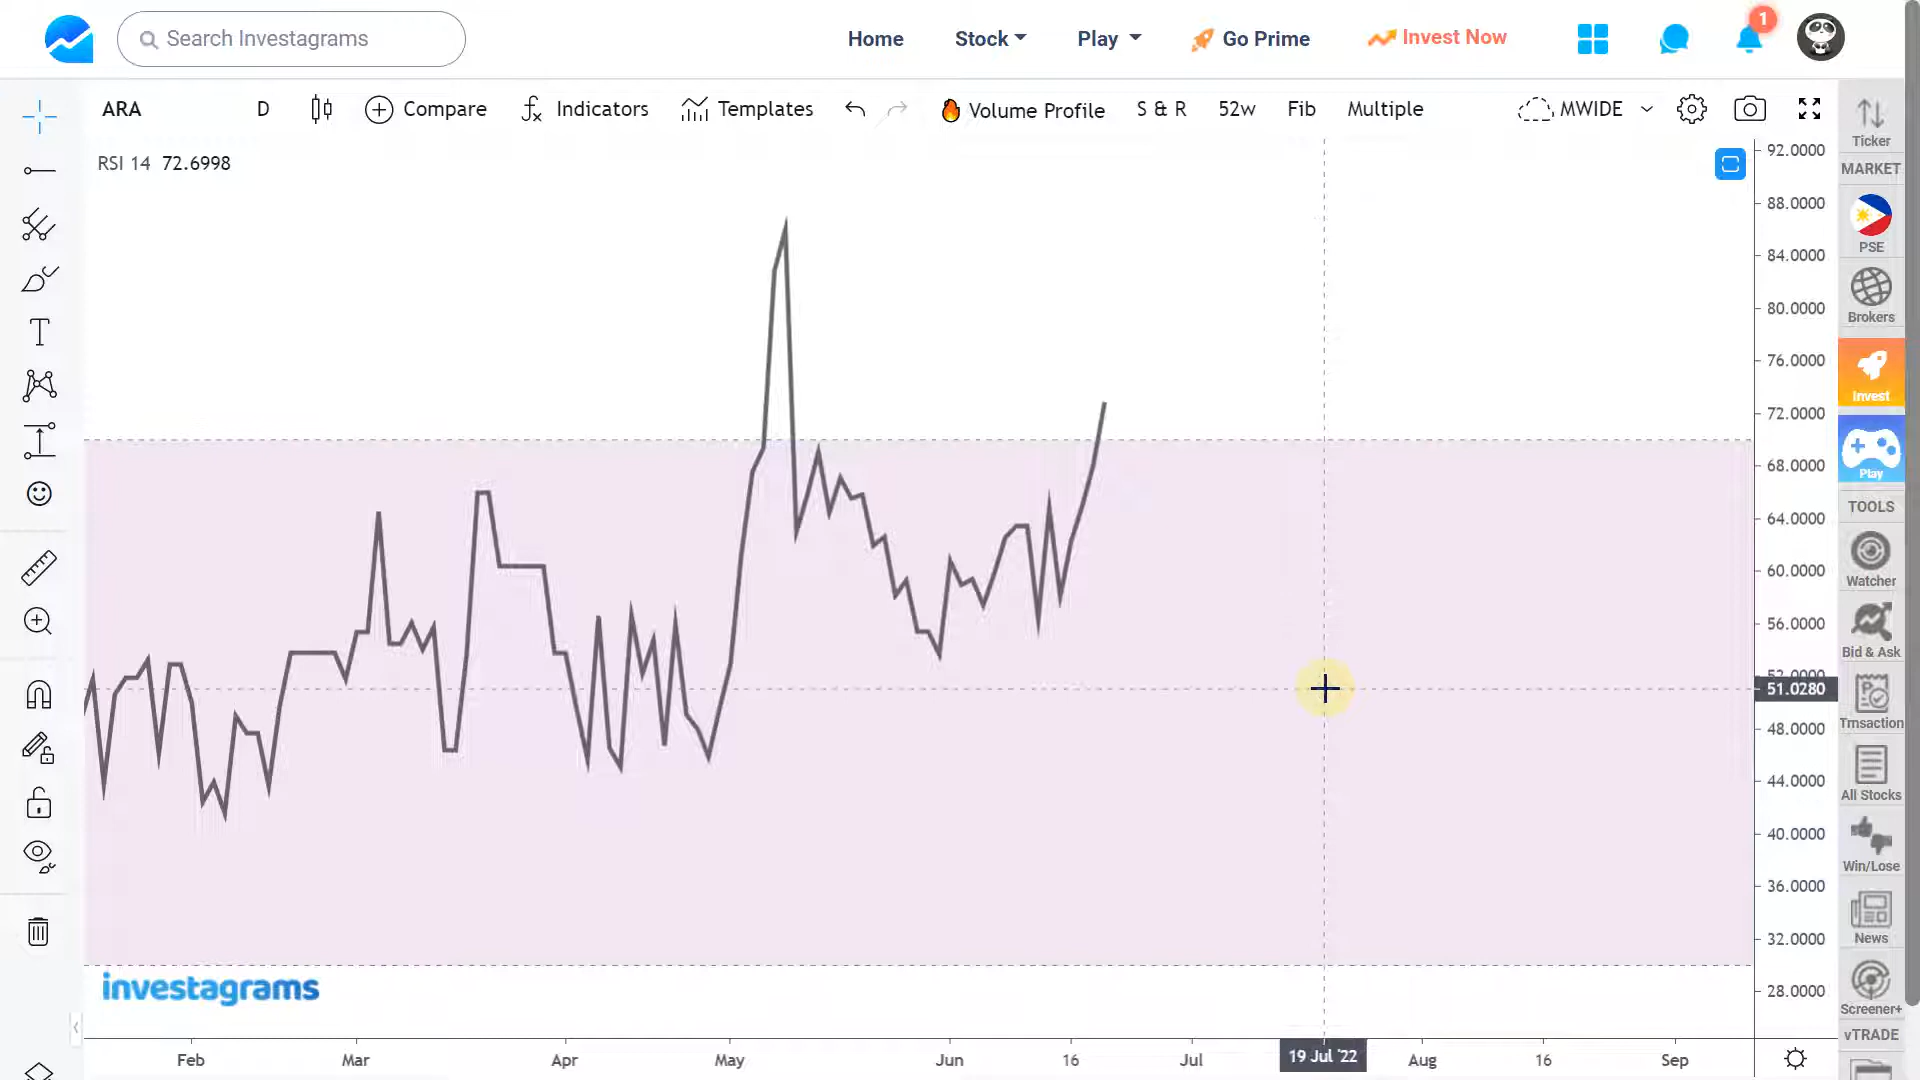 Search Investagrams
Home
Stock
Play
Go Prime
Invest Now
1
ARA
D
Compare
Indicators
Templates
Volume Profile
S & R
52w
Fib
Multiple
MWIDE
RSI 14 72.6998
92.0000
88.0000
84.0000
80.0000
76.0000
72.0000
68.0000
64.0000
60.0000
56.0000
52.0000
51.0280
48.0000
44.0000
40.0000
36.0000
32.0000
28.0000
Ticker
MARKET
PSE
Brokers
Invest
Play
TOOLS
Watcher
Bid & Ask
Trnsaction
All Stocks
Win/Lose
News
Screener+
vTRADE
investagrams
Feb
Mar
Apr
May
Jun
16
Jul
19 Jul '22
Aug
16
Sep